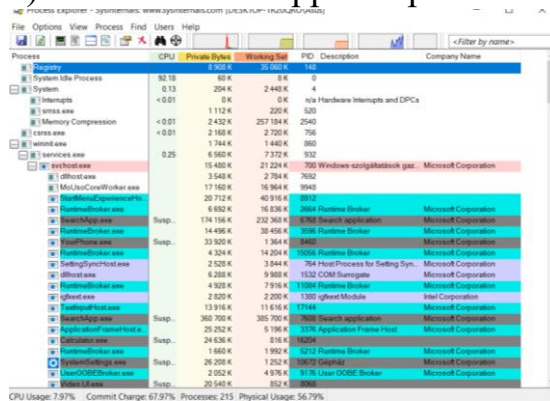 Process Explorer - Sysinternals: www.sysinternals.com
File Options View Process Find Users Help
<Filter by name>
Process CPU Private Bytes Working Set PID Description Company Name
Registry 8 908 K 35 060 K 148
System Idle Process 92.18 60 K 8 K 0
System 0.13 204 K 2 448 K 4
Interrupts < 0.01 0 K 0 K n/a Hardware Interrupts and DPCs
smss.exe 1 112 K 220 K 520
Memory Compression < 0.01 2 432 K 257 184 K 2540
csrss.exe < 0.01 2 168 K 2 720 K 756
wininit.exe 1 744 K 1 440 K 860
services.exe 0.25 6 560 K 7 372 K 932
svchost.exe 15 480 K 21 224 K 700 Windows-szolgáltatások gaz... Microsoft Corporation
dllhost.exe 3 548 K 2 784 K 7692
MoUsoCoreWorker.exe 17 160 K 16 964 K 9948
StartMenuExperienceHo... 20 712 K 40 916 K 8912
RuntimeBroker.exe 6 692 K 16 836 K 2664 Runtime Broker Microsoft Corporation
SearchApp.exe Susp... 174 156 K 232 368 K 6768 Search application Microsoft Corporation
RuntimeBroker.exe 14 496 K 38 456 K 3596 Runtime Broker Microsoft Corporation
YourPhone.exe Susp... 33 920 K 1 364 K 8460
RuntimeBroker.exe 4 324 K 14 204 K 15056 Runtime Broker Microsoft Corporation
SettingSyncHost.exe 2 528 K 3 844 K 764 Host Process for Setting Syn... Microsoft Corporation
dllhost.exe 6 288 K 9 988 K 1532 COM Surrogate Microsoft Corporation
RuntimeBroker.exe 4 928 K 7 916 K 11084 Runtime Broker Microsoft Corporation
igfxext.exe 2 820 K 2 200 K 1380 igfxext Module Intel Corporation
TextInputHost.exe 13 916 K 11 616 K 17144
SearchApp.exe Susp... 360 700 K 385 700 K 7608 Search application Microsoft Corporation
ApplicationFrameHost.e... 25 252 K 5 196 K 3376 Application Frame Host Microsoft Corporation
Calculator.exe Susp... 24 636 K 816 K 16204
RuntimeBroker.exe 1 660 K 1 992 K 5212 Runtime Broker Microsoft Corporation
SystemSettings.exe Susp... 26 208 K 1 252 K 10672 Gépház Microsoft Corporation
UserOOBEBroker.exe 2 052 K 4 976 K 9176 User OOBE Broker Microsoft Corporation
Video.UI.exe Susp... 20 540 K 852 K 8068
CPU Usage: 7.97% Commit Charge: 67.97% Processes: 215 Physical Usage: 56.79%